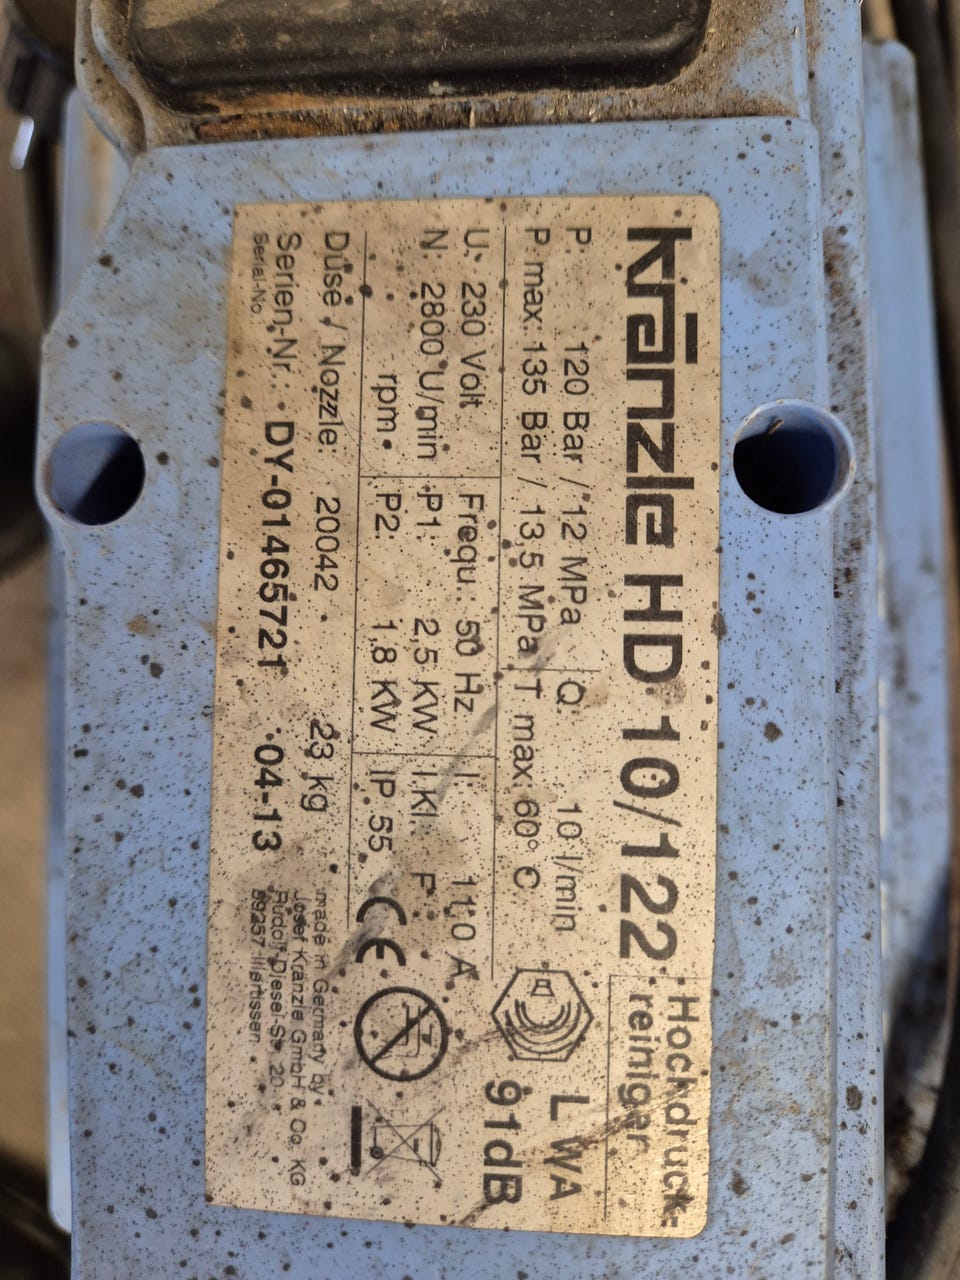 Kränzle HD 10/122
Hochdruck-
reiniger
P: 120 Bar / 12 MPa
Q: 10 l/min
P max: 135 Bar / 13,5 MPa
T max: 60° C
L WA
91dB
U: 230 Volt
Frequ.: 50 Hz
I: 11,0 A
N: 2800 U/min
P1: 2,5 KW
I.Kl.: F
rpm
P2: 1,8 KW
IP 55
CE
Düse / Nozzle: 20042
23 kg
Serien-Nr.: DY-01465721 04-13
Serial-No.
made in Germany by
Josef Kränzle GmbH & Co. KG
Rudolf-Diesel-Str. 20
89257 Illertissen